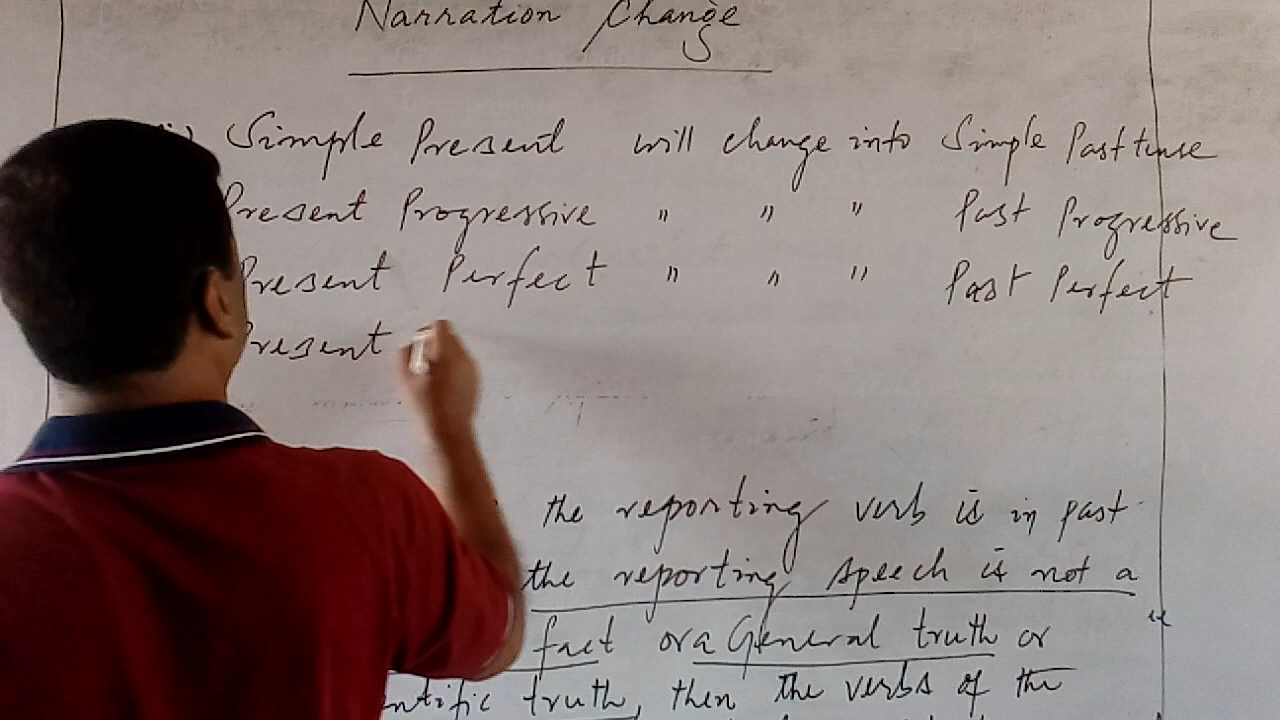 Narration Change
Simple Present will change into Simple Past tense
Present Progressive " " " Past Progressive
Present Perfect " " " Past Perfect
resent
the reporting verb is in past
the reporting speech is not a
fact or a General truth or
ntific truth, then the verbs of the